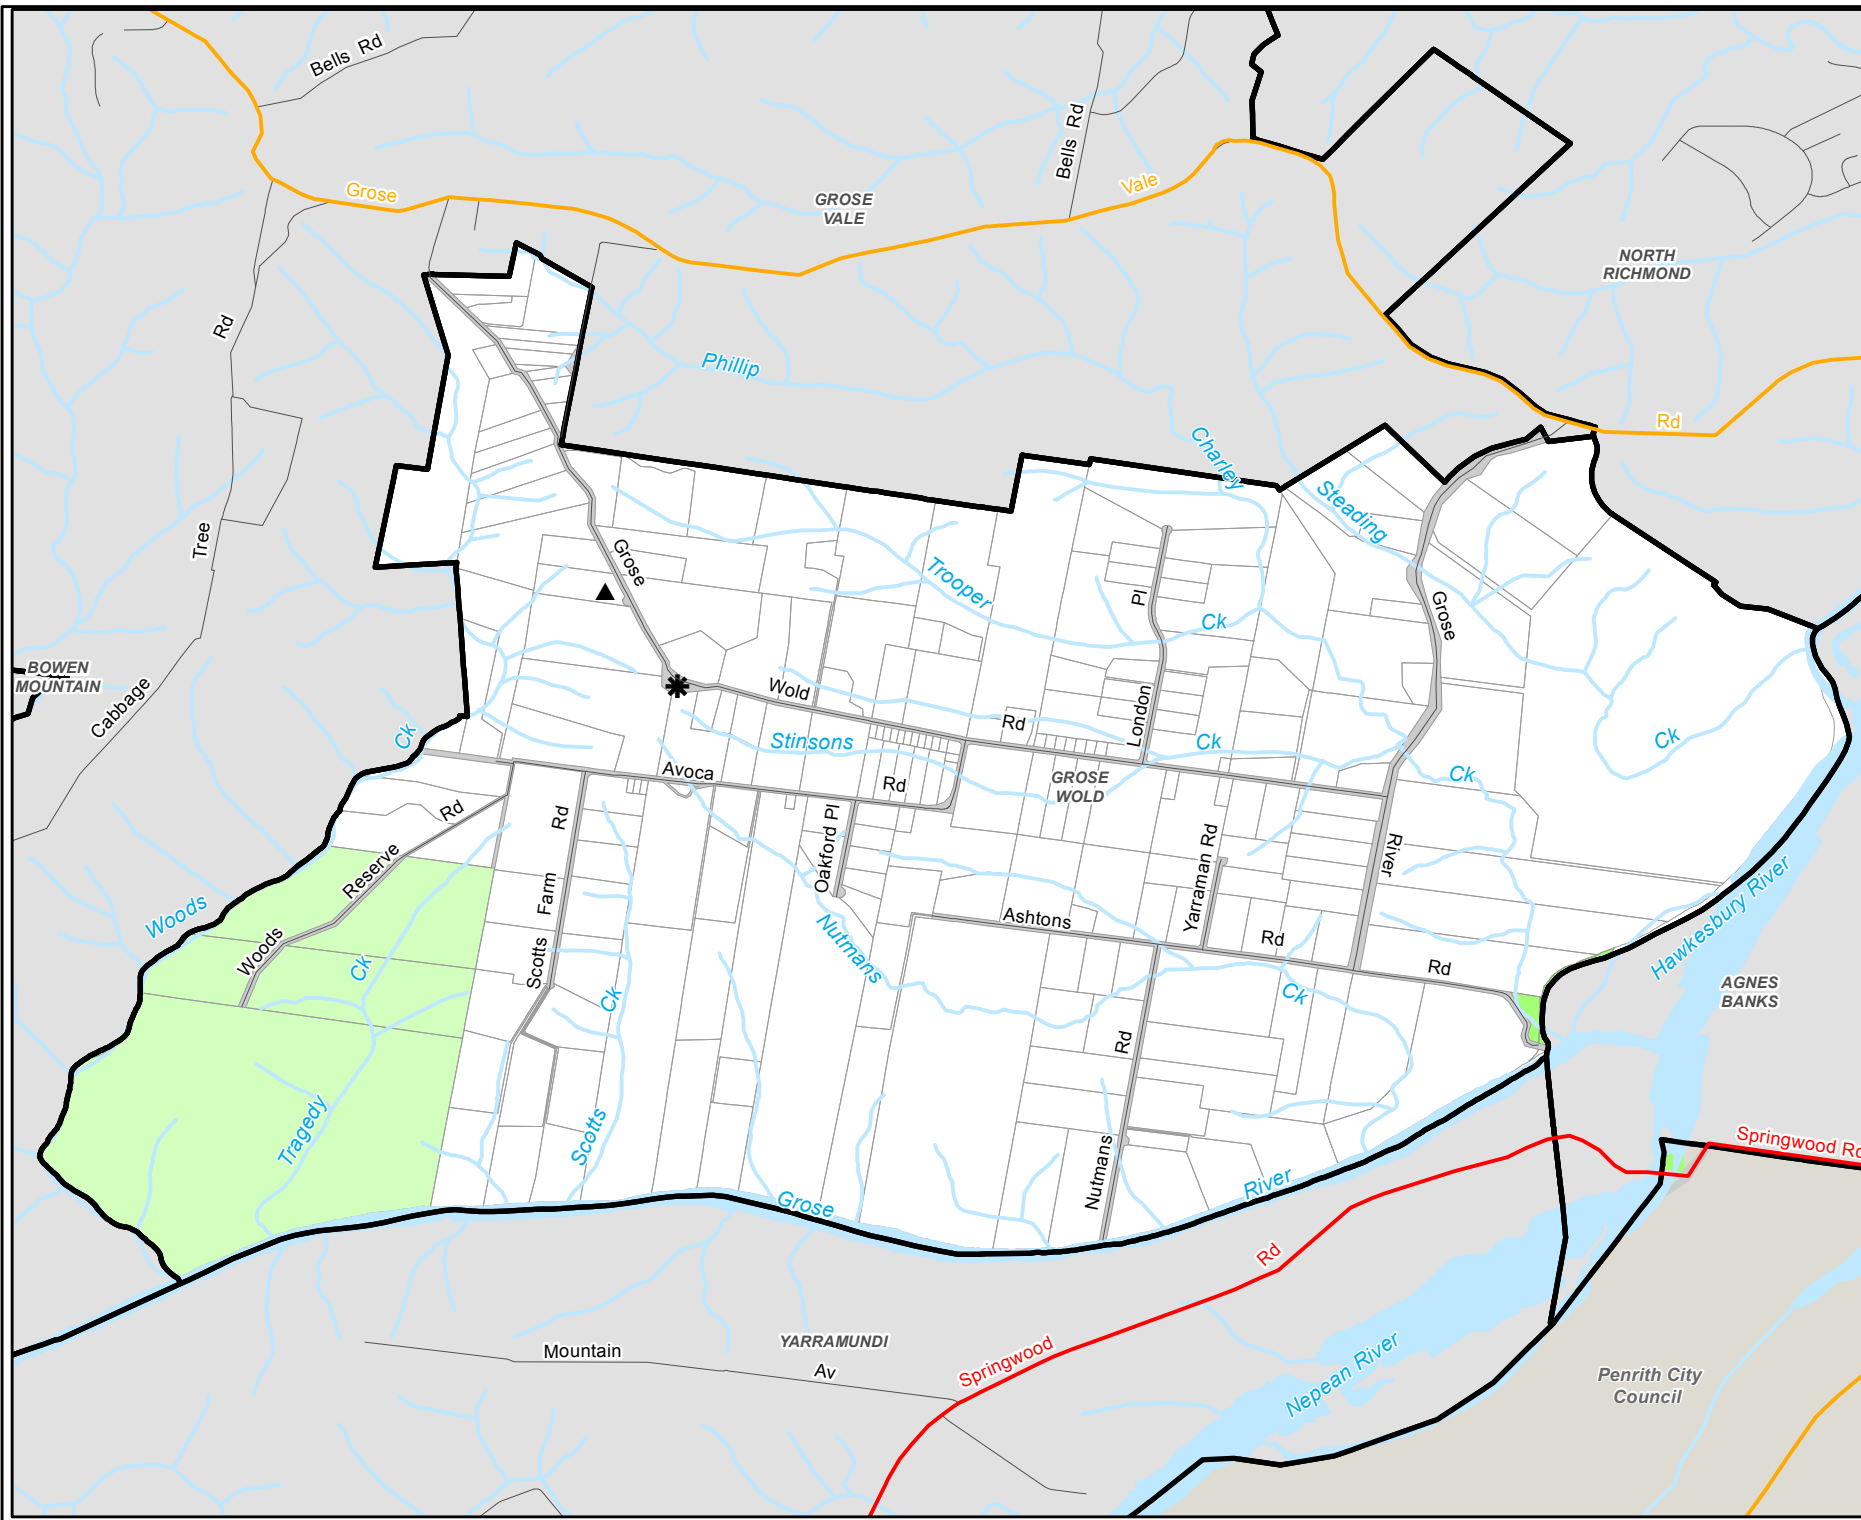 Bells Rd
Bells Rd
Grose
Vale
GROSE
VALE
NORTH
RICHMOND
Rd
Phillip
Rd
Charley
Steading
Tree
Grose
Trooper
Pl
Ck
Grose
BOWEN
MOUNTAIN
Cabbage
Wold
Rd
London
Ck
Stinsons
Ck
Ck
Ck
Avoca
Rd
GROSE
WOLD
Rd
Rd
Oakford Pl
Yarraman Rd
River
Reserve
Farm
Woods
Ashtons
Rd
Hawkesbury River
Woods
Scotts
Nutmans
Rd
Ck
Ck
Ck
AGNES
BANKS
Rd
Tragedy
Scotts
Nutmans
Springwood Rd
Grose
River
Rd
YARRAMUNDI
Mountain
Av
Springwood
Nepean River
Penrith City
Council